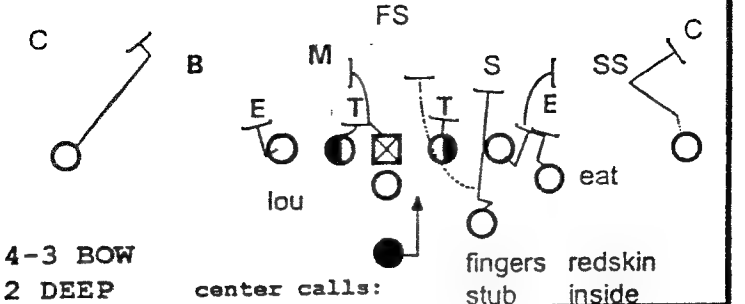 FS
C
C
B
M
S
SS
E
T
T
E
lou
eat
4-3 BOW
2 DEEP
center calls:
fingers redskin
stub inside